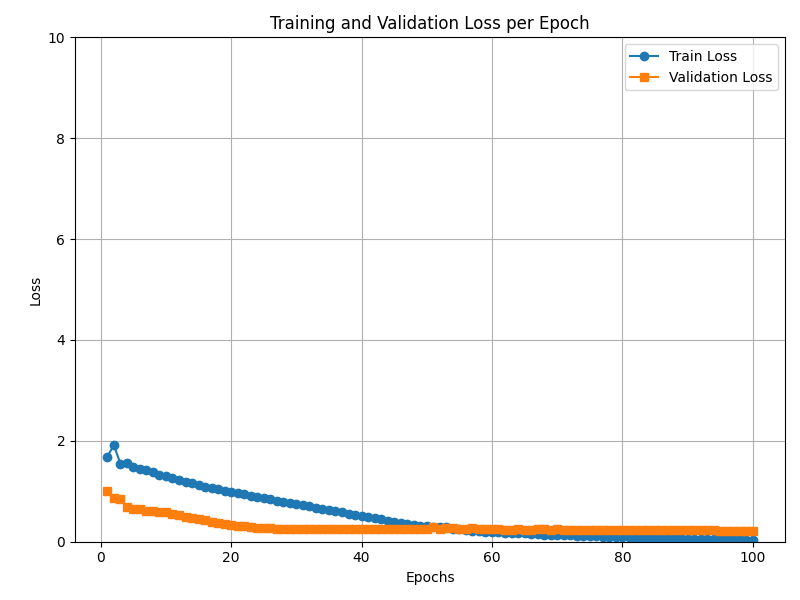 Training and Validation Loss per Epoch
10
Train Loss
Validation Loss
8
6
Loss
4
2
0
0 20 40 60 80 100
Epochs